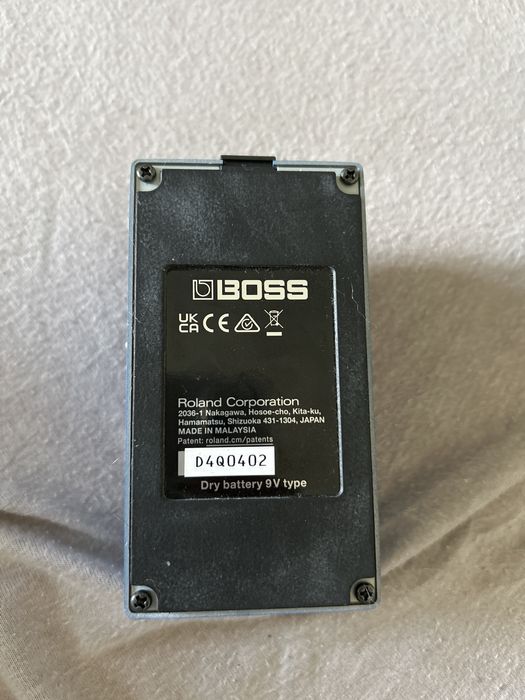 BOSS
UK
CA CE
Roland Corporation
2036-1 Nakagawa, Hosoe-cho, Kita-ku,
Hamamatsu, Shizuoka 431-1304, JAPAN
MADE IN MALAYSIA
Patent: roland.cm/patents
D4Q0402
Dry battery 9V type